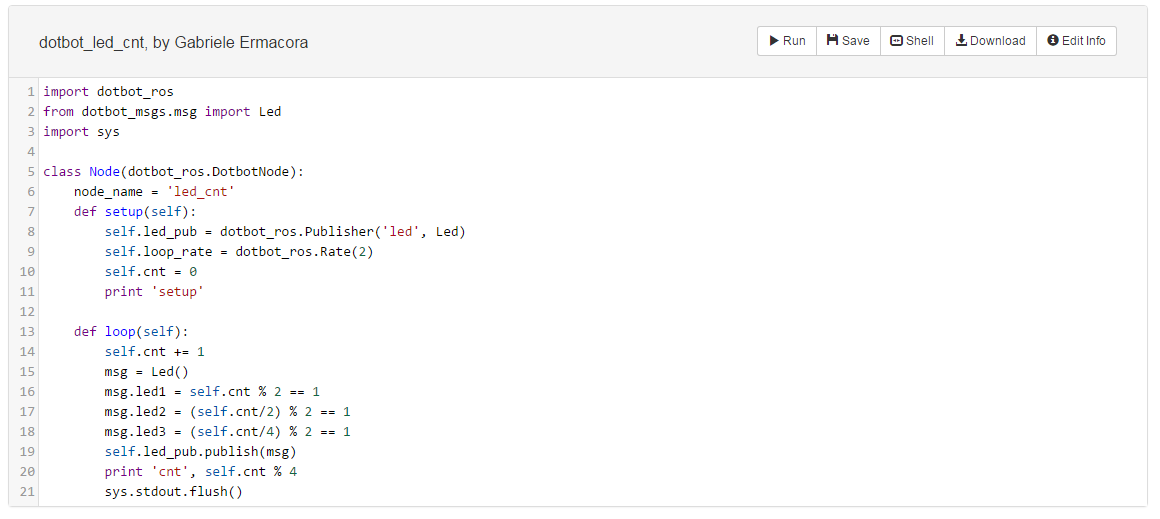 dotbot_led_cnt, by Gabriele Ermacora
Run Save Shell Download Edit Info
1 import dotbot_ros
2 from dotbot_msgs.msg import Led
3 import sys
4
5 class Node(dotbot_ros.DotbotNode):
6     node_name = 'led_cnt'
7     def setup(self):
8         self.led_pub = dotbot_ros.Publisher('led', Led)
9         self.loop_rate = dotbot_ros.Rate(2)
10         self.cnt = 0
11         print 'setup'
12
13     def loop(self):
14         self.cnt += 1
15         msg = Led()
16         msg.led1 = self.cnt % 2 == 1
17         msg.led2 = (self.cnt/2) % 2 == 1
18         msg.led3 = (self.cnt/4) % 2 == 1
19         self.led_pub.publish(msg)
20         print 'cnt', self.cnt % 4
21         sys.stdout.flush()